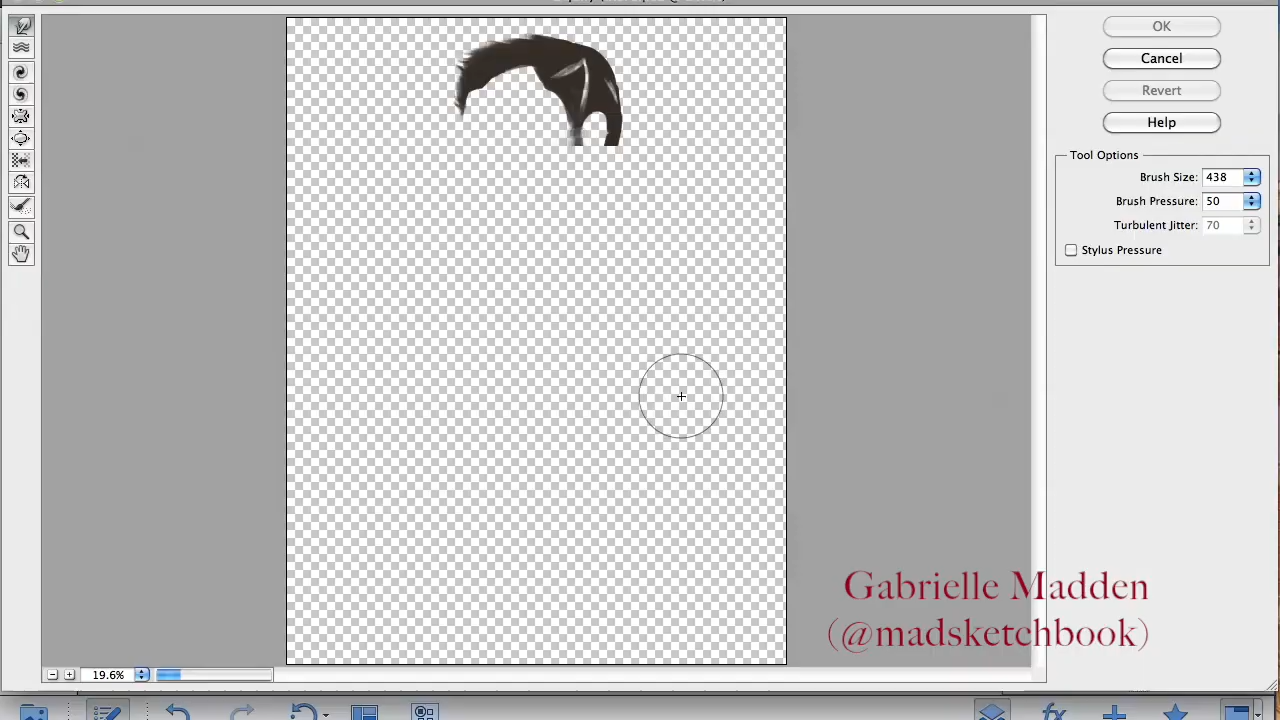 OK
Cancel
Revert
Help
Tool Options
Brush Size: 438
Brush Pressure: 50
Turbulent Jitter: 70
Stylus Pressure
Gabrielle Madden
(@madsketchbook)
19.6%
fx